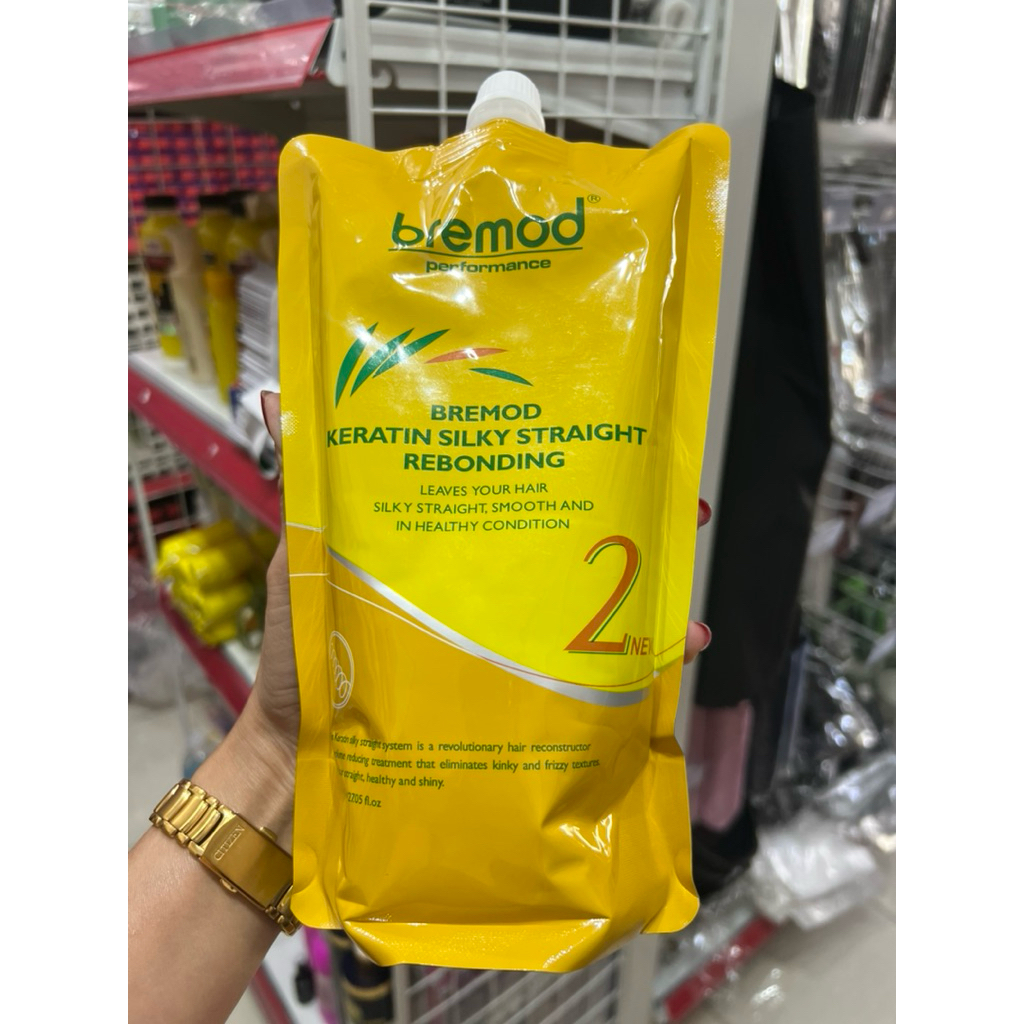 bremod®
performance
BREMOD
KERATIN SILKY STRAIGHT
REBONDING
LEAVES YOUR HAIR
SILKY STRAIGHT, SMOOTH AND
IN HEALTHY CONDITION
2
Keratin silky straight system is a revolutionary hair reconstructor
reducing treatment that eliminates kinky and frizzy textures.
straight, healthy and shiny.
fl.oz
CITIZEN